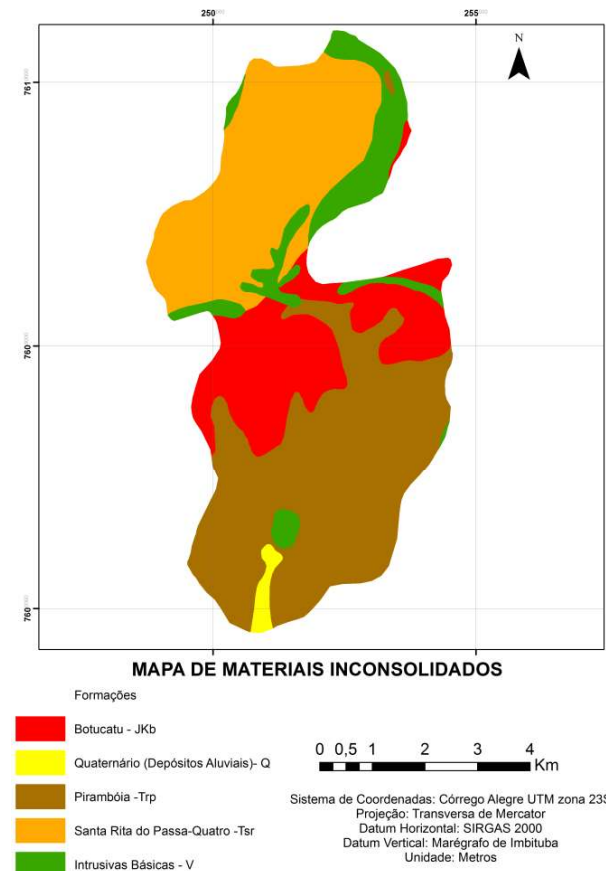 250000
255
N
761
760
760
MAPA DE MATERIAIS INCONSOLIDADOS
Formações
Botucatu - JKb
Quaternário (Depósitos Aluviais)- Q
Pirambóia -Trp
Santa Rita do Passa-Quatro -Tsr
Intrusivas Básicas - V
0 0,5 1 2 3 4
Km
Sistema de Coordenadas: Córrego Alegre UTM zona 23S
Projeção: Transversa de Mercator
Datum Horizontal: SIRGAS 2000
Datum Vertical: Marégrafo de Imbituba
Unidade: Metros